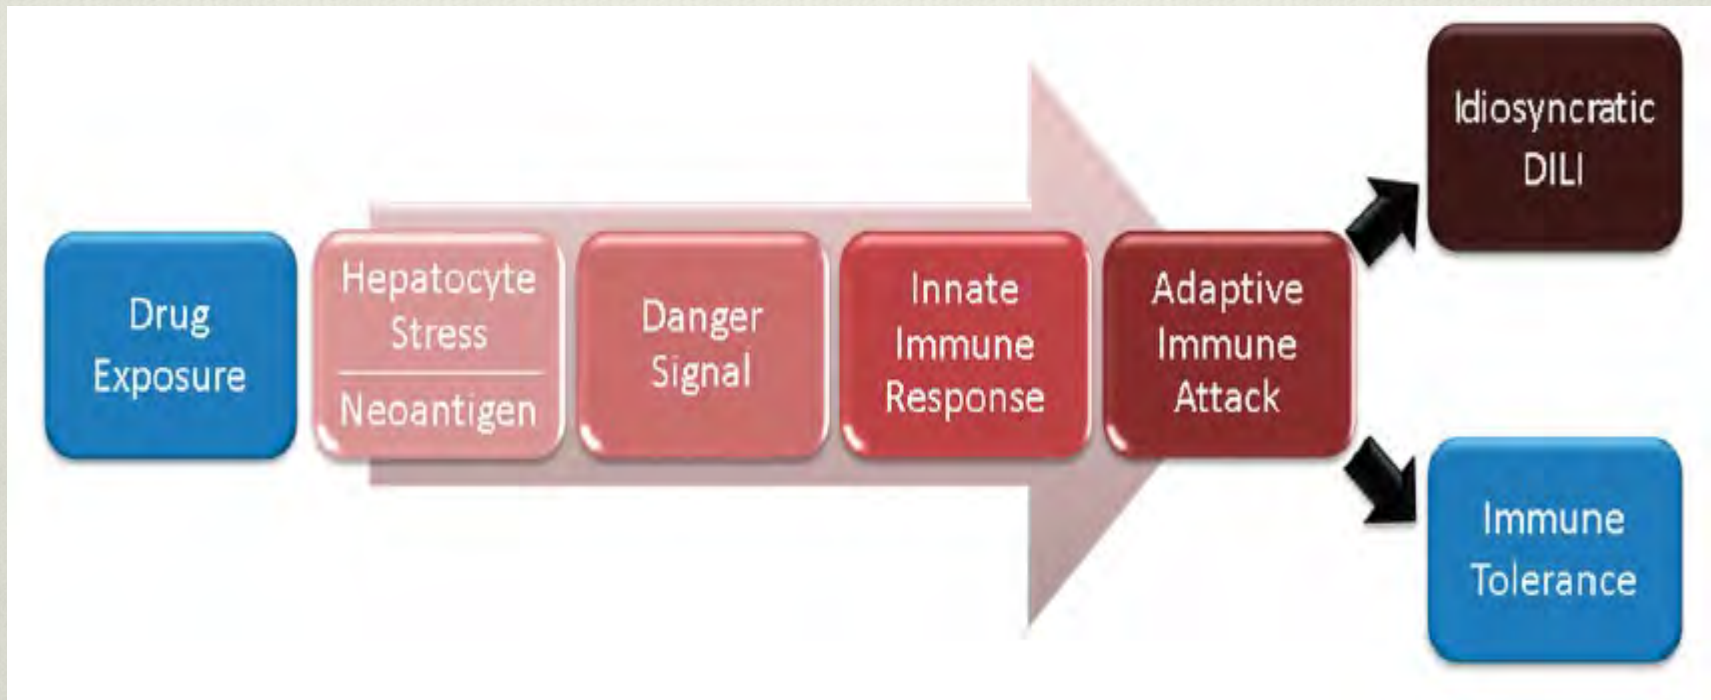 Drug
Exposure
Hepatocyte
Stress
Neoantigen
Danger
Signal
Innate
Immune
Response
Adaptive
Immune
Attack
Idiosyncratic
DILI
Immune
Tolerance